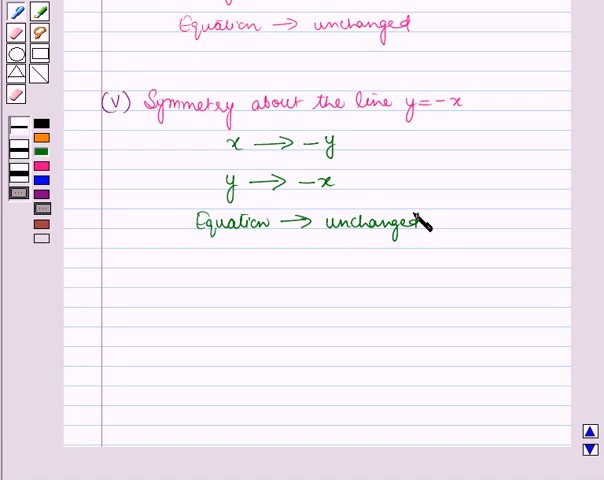 Equation → unchanged
(V) Symmetry about the line y = -x
x → -y
y → -x
Equation → unchanged